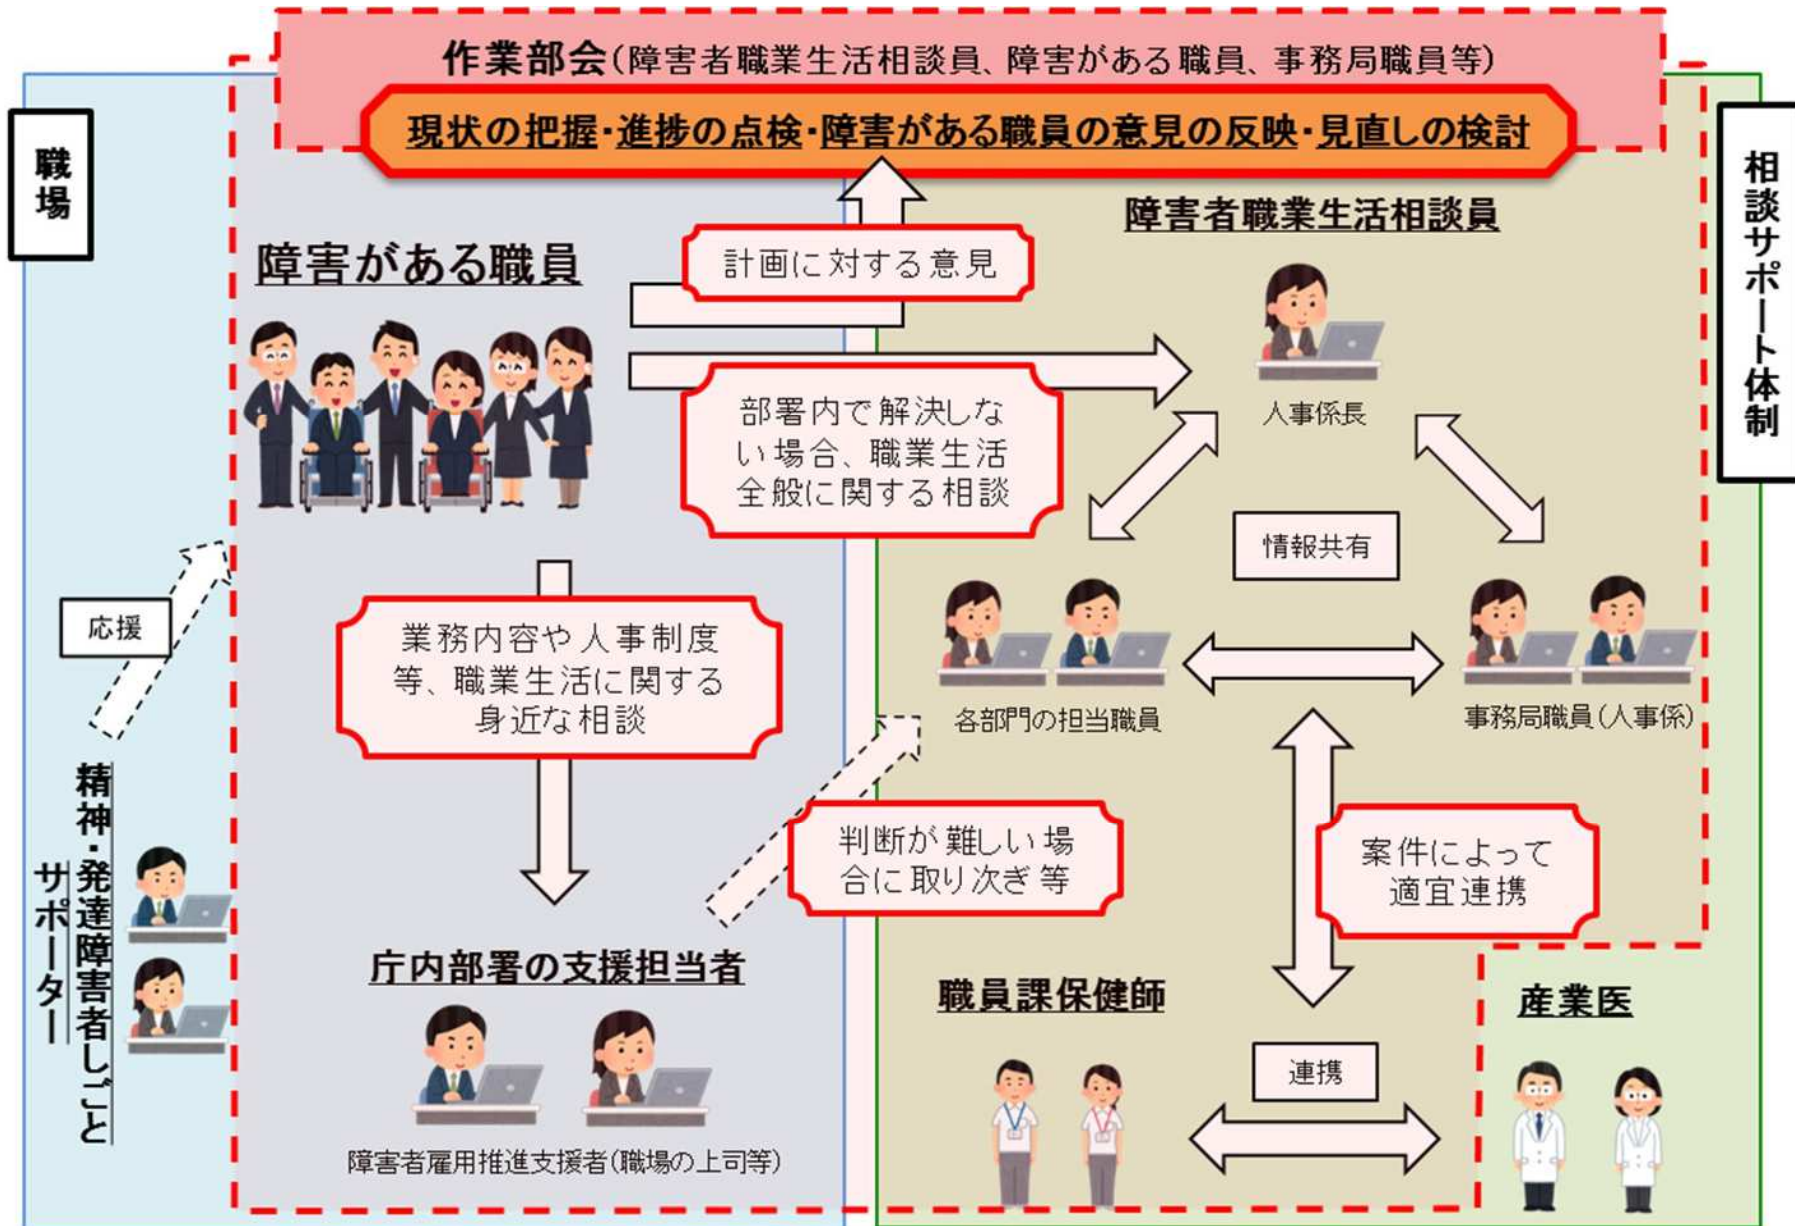 作業部会(障害者職業生活相談員、障害がある職員、事務局職員等)
現状の把握・進捗の点検・障害がある職員の意見の反映・見直しの検討
職場
相談サポート体制
障害がある職員
計画に対する意見
障害者職業生活相談員
人事係長
部署内で解決しな
い場合、職業生活
全般に関する相談
情報共有
応援
業務内容や人事制度
等、職業生活に関する
身近な相談
各部門の担当職員
事務局職員(人事係)
精神・発達障害者しごと
サポーター
判断が難しい場
合に取り次ぎ等
案件によって
適宜連携
庁内部署の支援担当者
障害者雇用推進支援者(職場の上司等)
職員課保健師
連携
産業医